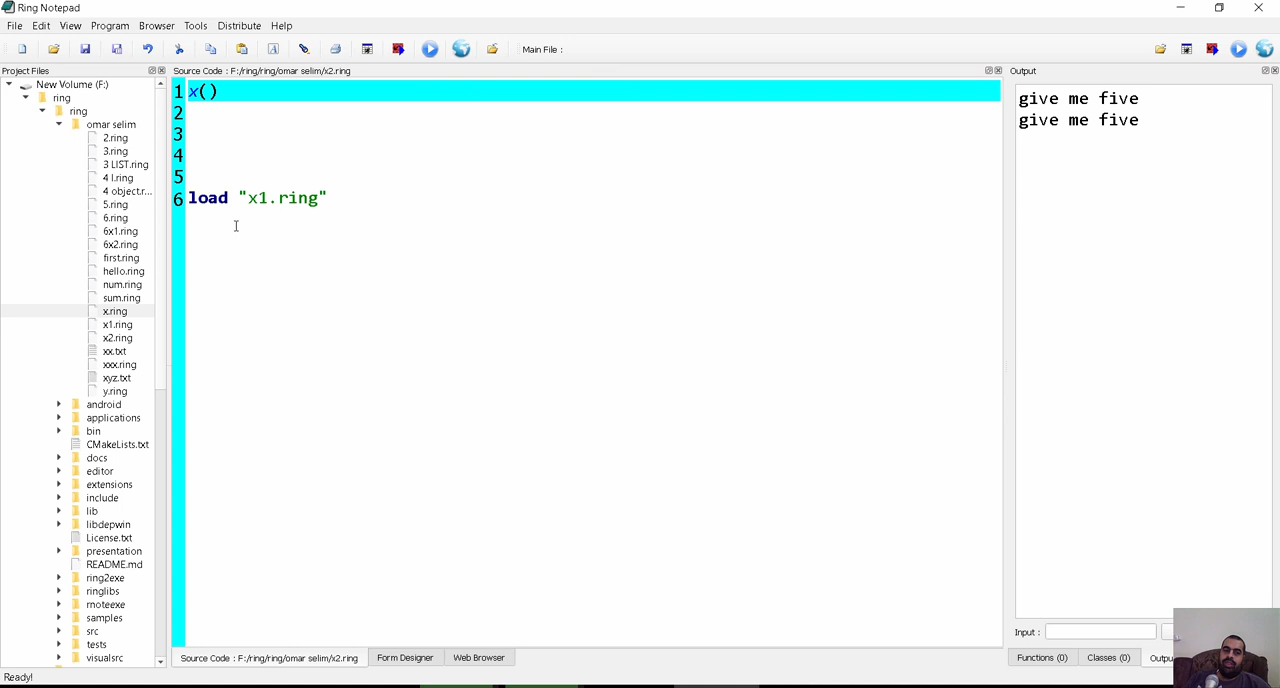 Ring Notepad
File Edit View Program Browser Tools Distribute Help
Main File :
Project Files
Source Code : F:/ring/ring/omar selim/x2.ring
Output
New Volume (F:)
ring
ring
omar selim
2.ring
3.ring
3 LIST.ring
4 l.ring
4 object.r...
5.ring
6.ring
6x1.ring
6x2.ring
first.ring
hello.ring
num.ring
sum.ring
x.ring
x1.ring
x2.ring
xx.txt
xxx.ring
xyz.txt
y.ring
android
applications
bin
CMakeLists.txt
docs
editor
extensions
include
lib
libdepwin
License.txt
presentation
README.md
ring2exe
ringlibs
rnoteexe
samples
src
tests
visualsrc
1 x()
2
3
4
5
6 load "x1.ring"
give me five
give me five
Input :
Source Code : F:/ring/ring/omar selim/x2.ring Form Designer Web Browser
Functions (0) Classes (0)
Ready!